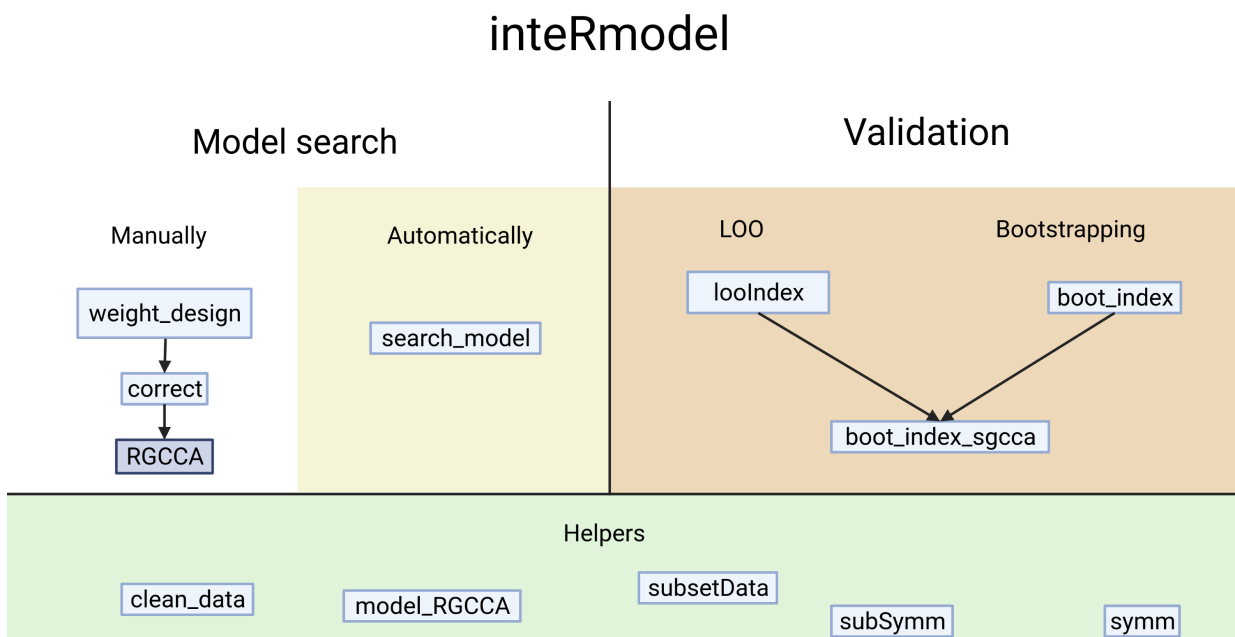 inteRmodel
Model search
Validation
Manually
Automatically
LOO
Bootstrapping
weight_design
looIndex
boot_index
search_model
correct
RGCCA
boot_index_sgcca
Helpers
clean_data
model_RGCCA
subsetData
subSymm
symm